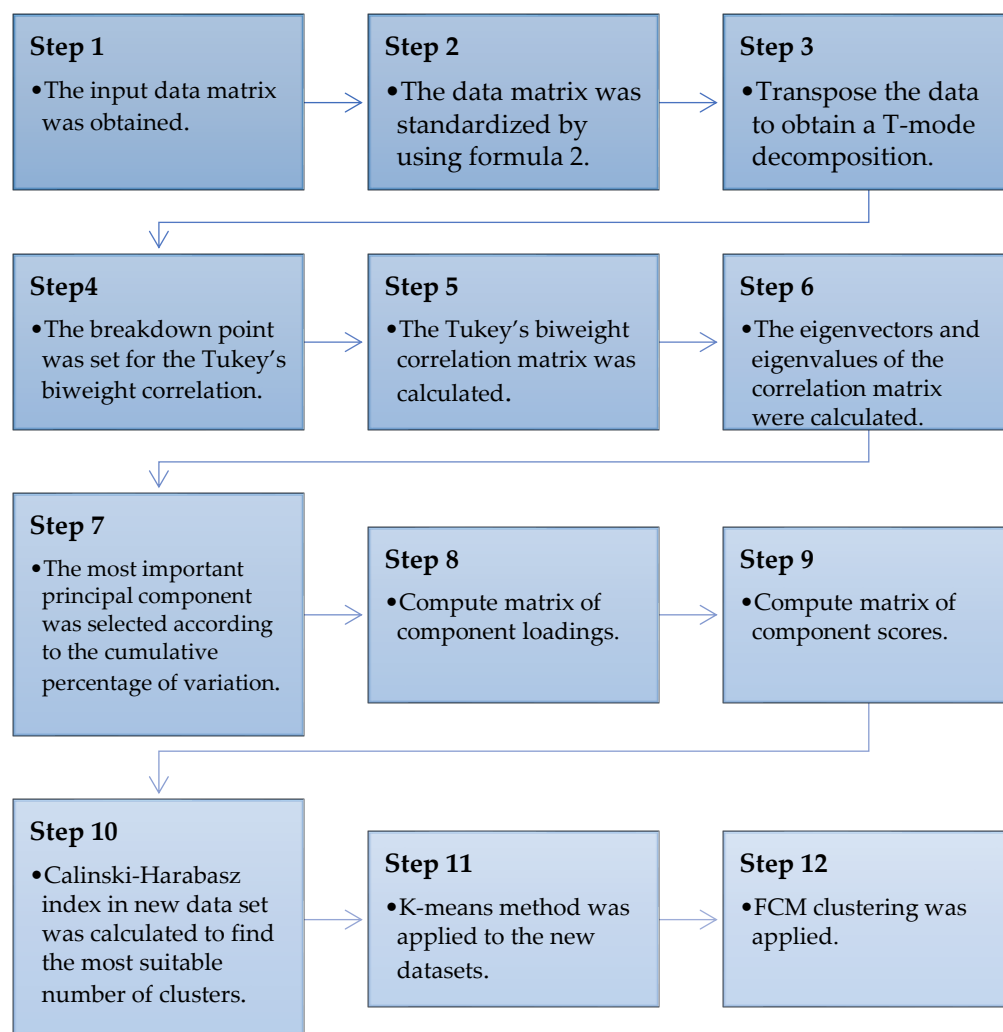 Step 1
•The input data matrix
was obtained.
Step 2
•The data matrix was
standardized by
using formula 2.
Step 3
•Transpose the data
to obtain a T-mode
decomposition.
Step4
•The breakdown point
was set for the Tukey's
biweight correlation.
Step 5
•The Tukey's biweight
correlation matrix was
calculated.
Step 6
•The eigenvectors and
eigenvalues of the
correlation matrix
were calculated.
Step 7
•The most important
principal component
was selected according
to the cumulative
percentage of variation.
Step 8
•Compute matrix of
component loadings.
Step 9
•Compute matrix of
component scores.
Step 10
•Calinski-Harabasz
index in new data set
was calculated to find
the most suitable
number of clusters.
Step 11
•K-means method was
applied to the new
datasets.
Step 12
•FCM clustering was
applied.